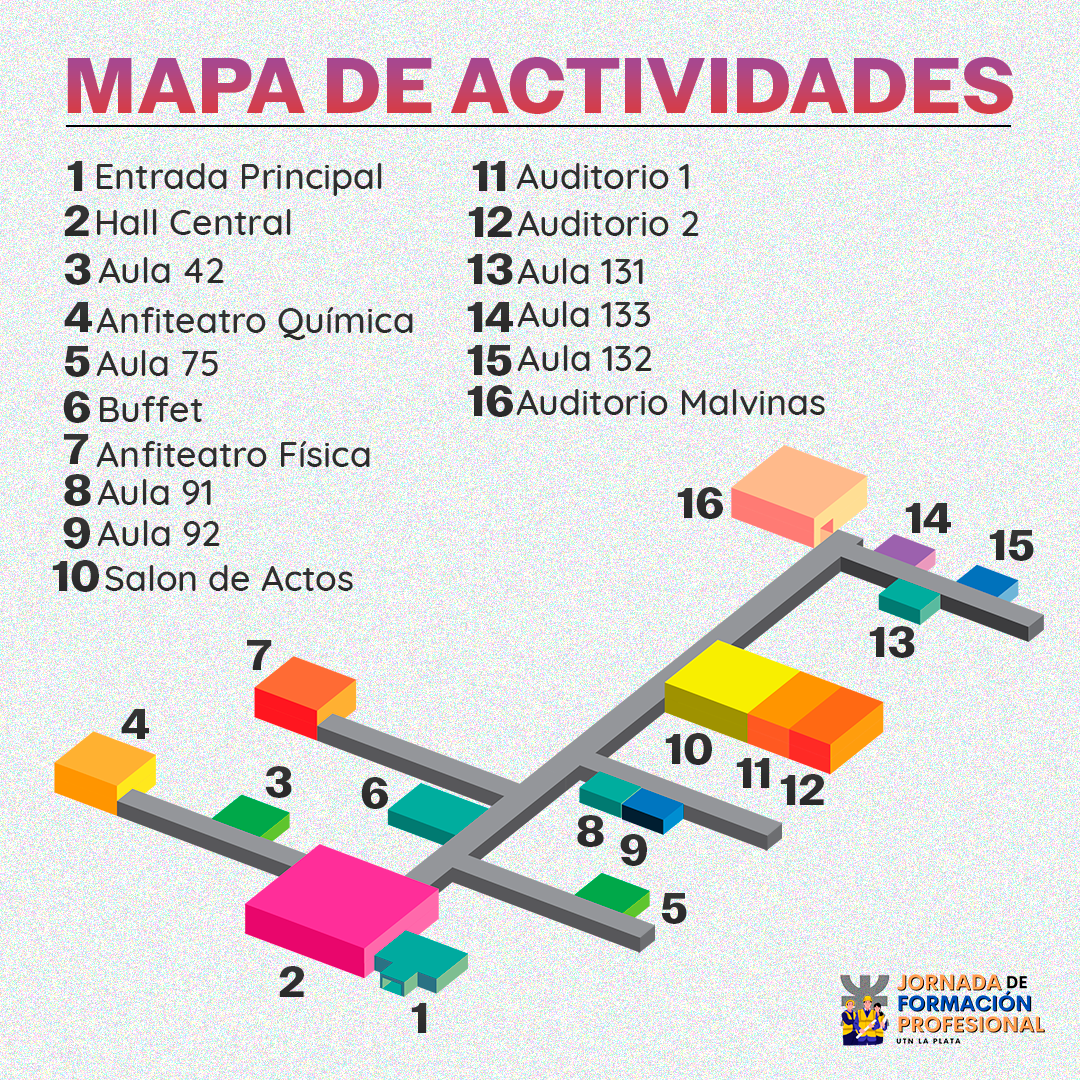 MAPA DE ACTIVIDADES
1 Entrada Principal
2 Hall Central
3 Aula 42
4 Anfiteatro Química
5 Aula 75
6 Buffet
7 Anfiteatro Física
8 Aula 91
9 Aula 92
10 Salon de Actos
11 Auditorio 1
12 Auditorio 2
13 Aula 131
14 Aula 133
15 Aula 132
16 Auditorio Malvinas
16
14
15
13
7
10
11
12
4
3
6
8
9
5
2
1
JORNADA DE
FORMACIÓN
PROFESIONAL
UTN LA PLATA